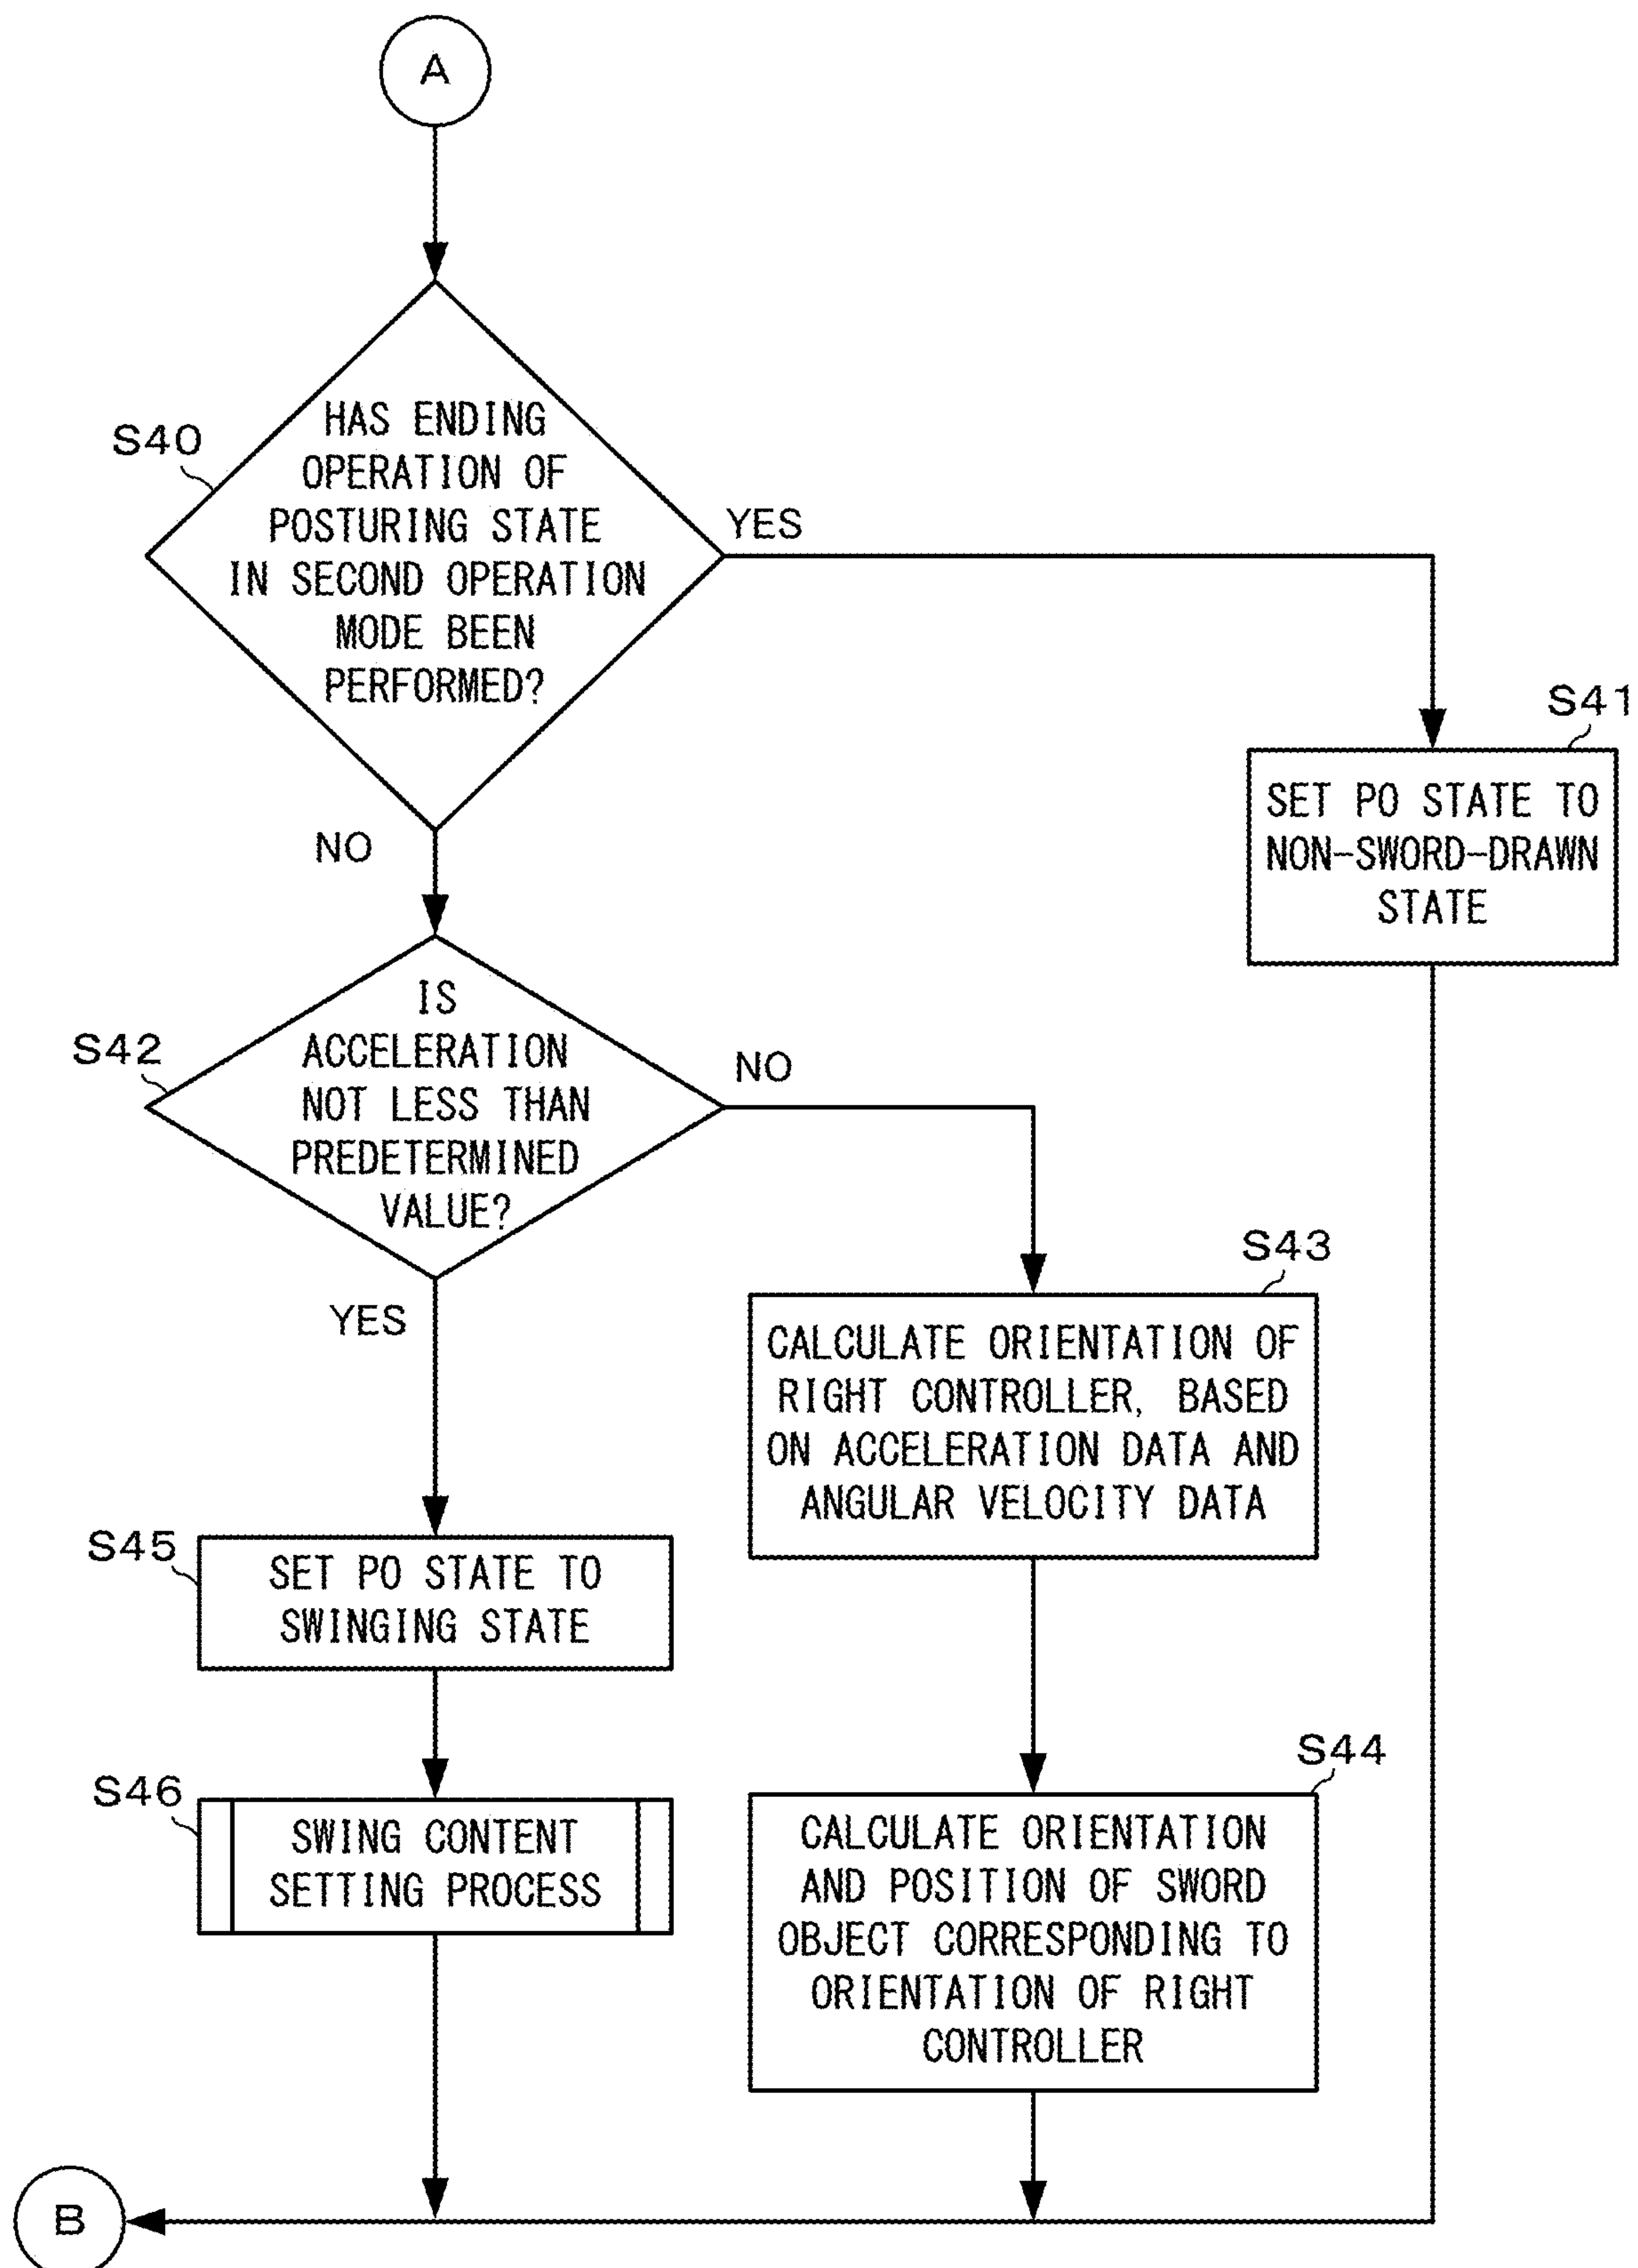 A
S40
HAS ENDING
OPERATION OF
POSTURING STATE
IN SECOND OPERATION
MODE BEEN
PERFORMED?
YES
NO
S41
SET PO STATE TO
NON-SWORD-DRAWN
STATE
S42
IS
ACCELERATION
NOT LESS THAN
PREDETERMINED
VALUE?
NO
YES
S43
CALCULATE ORIENTATION OF
RIGHT CONTROLLER, BASED
ON ACCELERATION DATA AND
ANGULAR VELOCITY DATA
S45
SET PO STATE TO
SWINGING STATE
S44
CALCULATE ORIENTATION
AND POSITION OF SWORD
OBJECT CORRESPONDING TO
ORIENTATION OF RIGHT
CONTROLLER
S46
SWING CONTENT
SETTING PROCESS
B